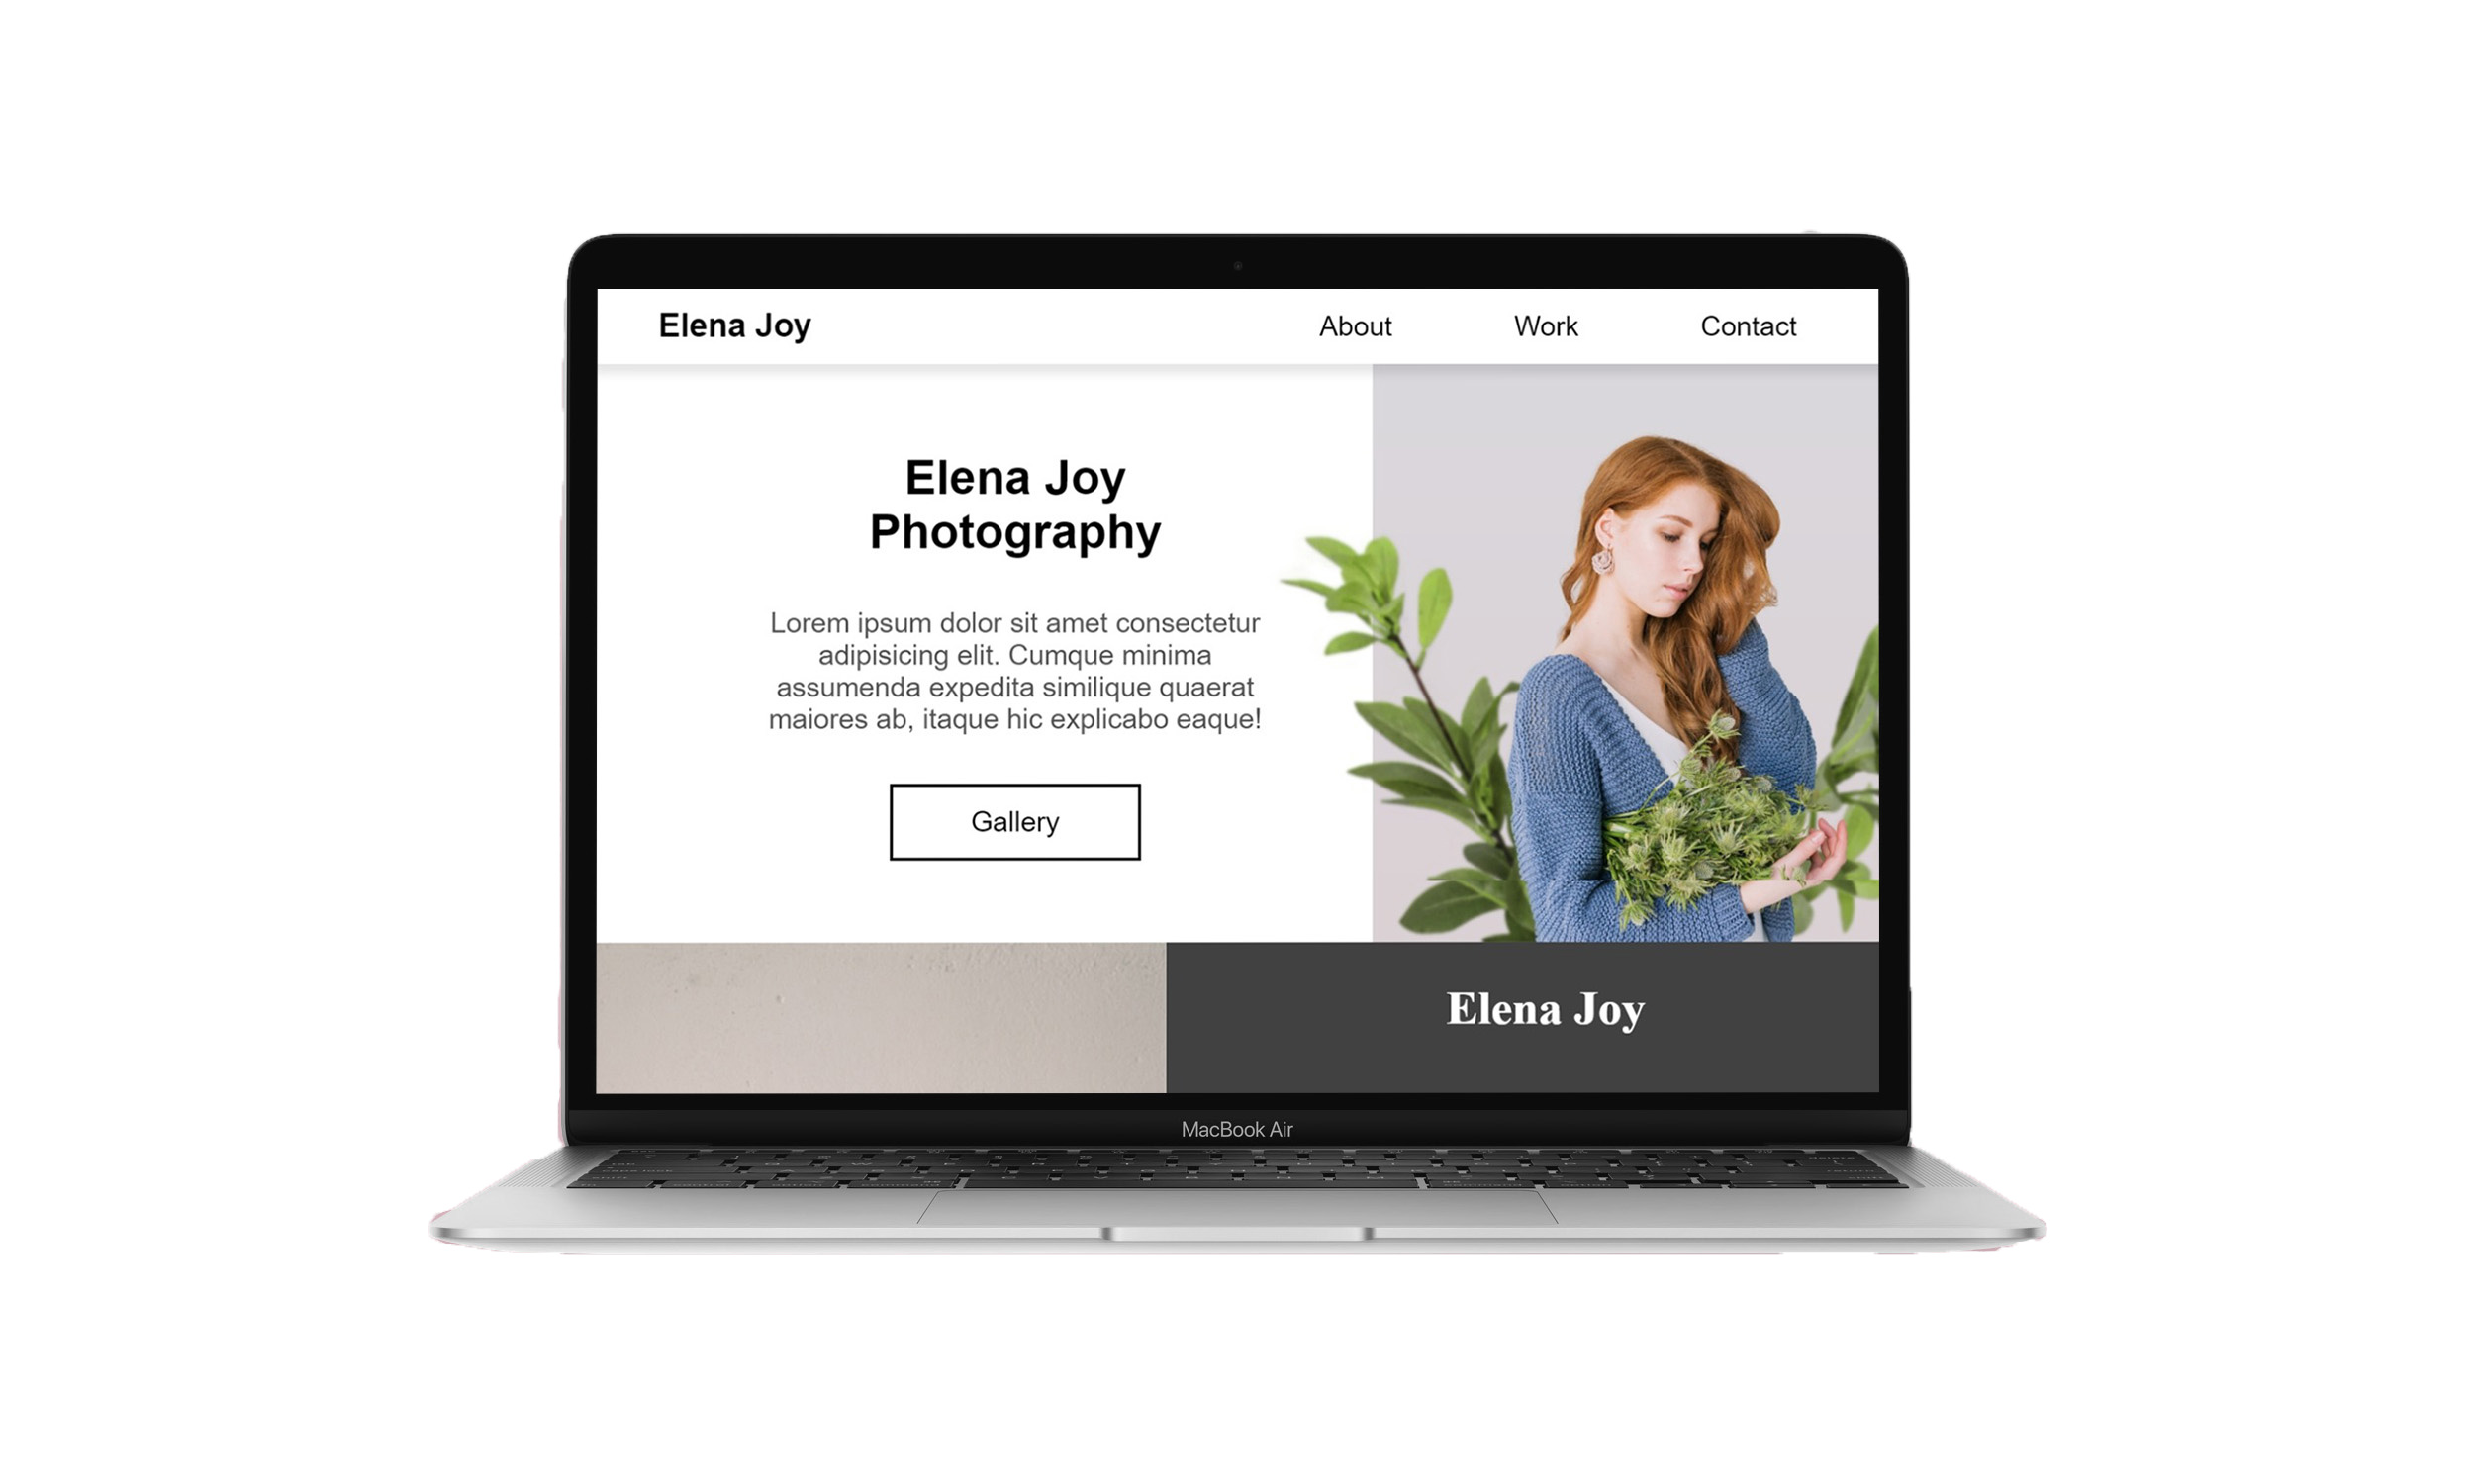 Elena Joy
About
Work
Contact
Elena Joy
Photography
Lorem ipsum dolor sit amet consectetur
adipisicing elit. Cumque minima
assumenda expedita similique quaerat
maiores ab, itaque hic explicabo eaque!
Gallery
Elena Joy
MacBook Air